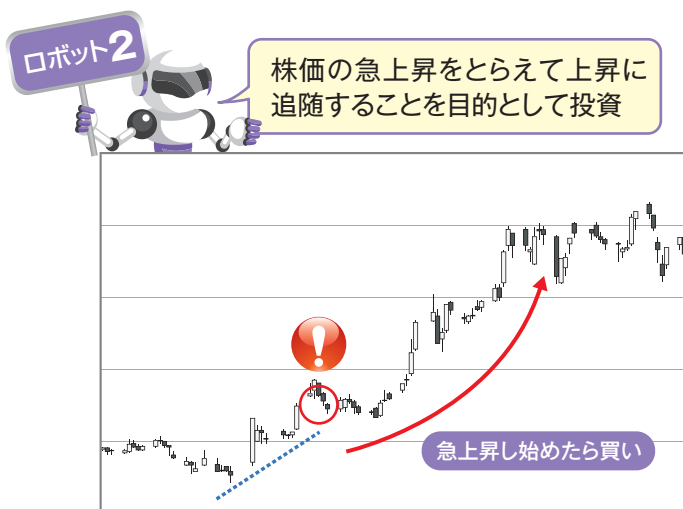 ロボット2
株価の急上昇をとらえて上昇に
追随することを目的として投資
急上昇し始めたら買い